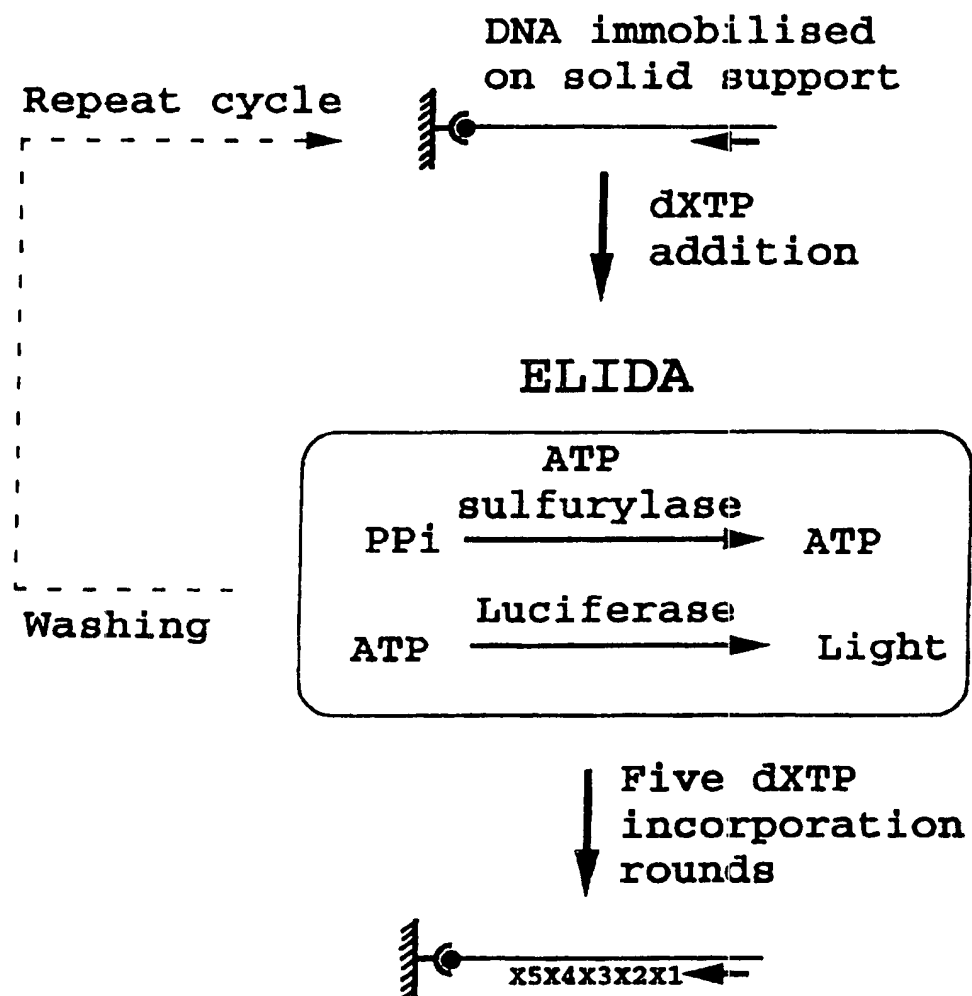 DNA immobilised
on solid support
Repeat cycle
dXTP
addition
ELIDA
ATP
sulfurylase
PPi
ATP
Washing
Luciferase
ATP
Light
Five dXTP
incorporation
rounds
X5X4X3X2X1